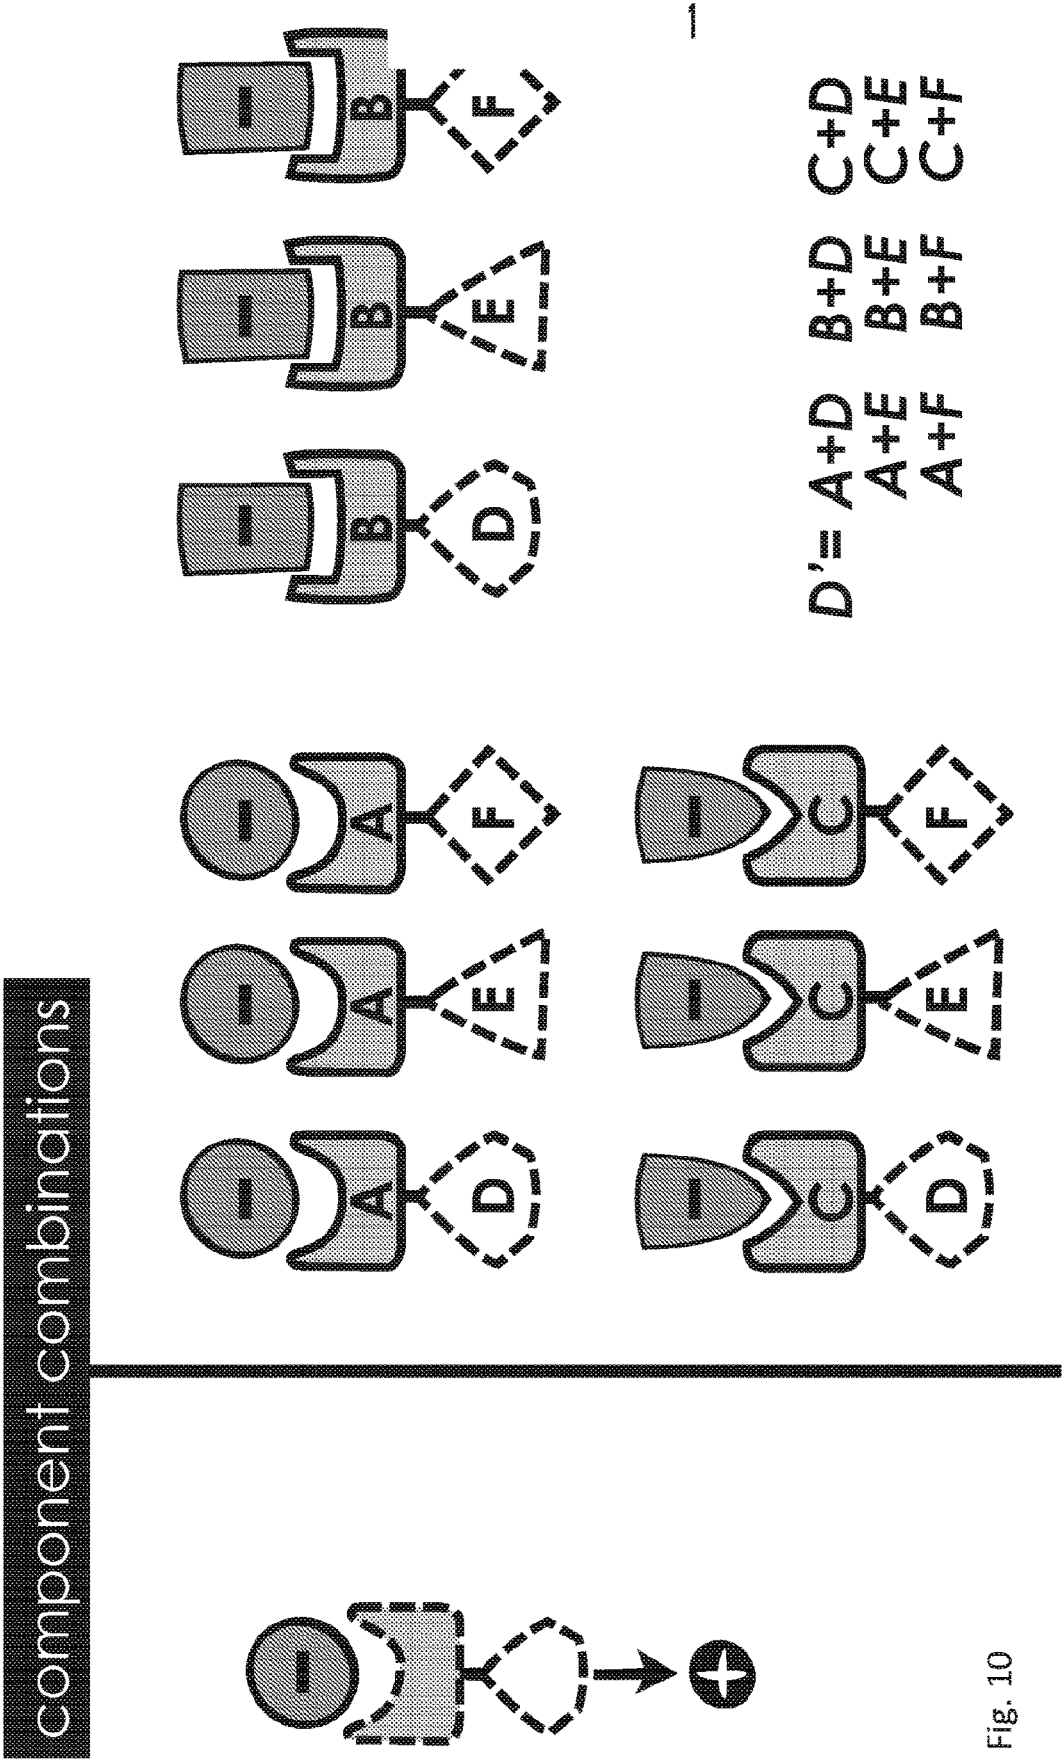 component combinations
I
I
I
I
I
I
I
A
A
A
B
B
B
D
E
F
D
E
F
I
I
I
C
C
C
D
E
F
1
D'= A+D B+D C+D
A+E B+E C+E
A+F B+F C+F
Fig. 10